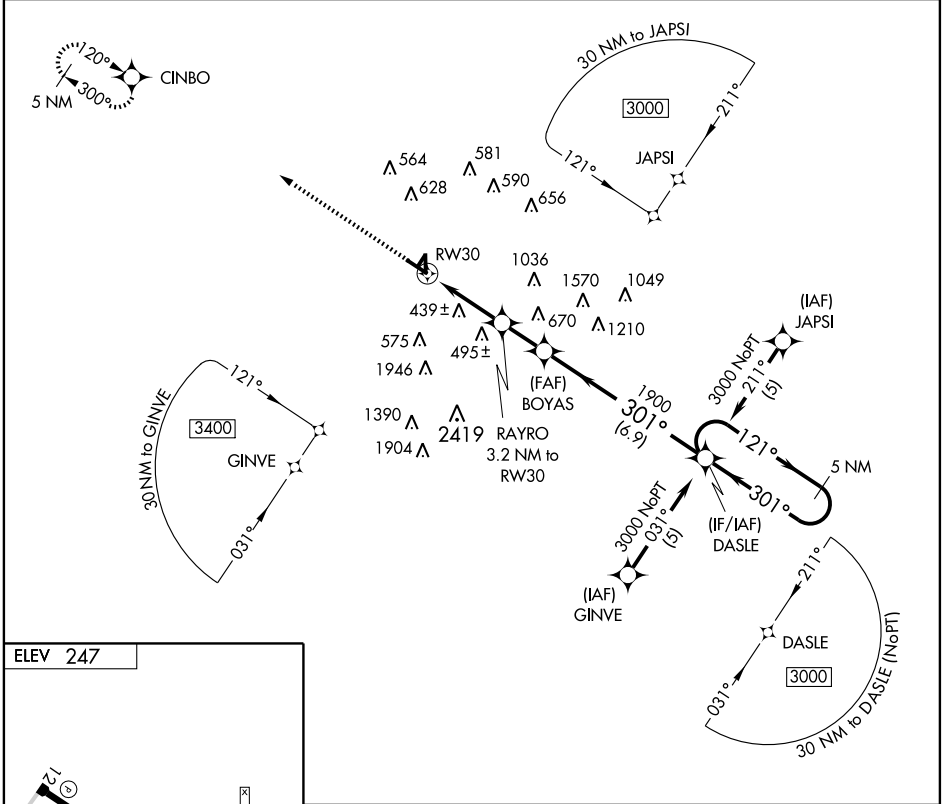 120°
300°
CINBO
5 NM
30 NM to JAPSI
3000
211°
121°
JAPSI
564
581
628
590
656
RW30
1036
1570
1049
439±
670
1210
575
495±
1946
(FAF)
BOYAS
(IAF)
JAPSI
3000 NoPT
211°
(5)
1900
301°
(6.9)
1390
2419
1904
RAYRO
3.2 NM to
RW30
121°
5 NM
301°
(IF/IAF)
DASLE
3000 NoPT
031°
(5)
(IAF)
GINVE
30 NM to GINVE
121°
3400
GINVE
031°
211°
DASLE
3000
031°
30 NM to DASLE (NoPT)
ELEV 247
12
P
X